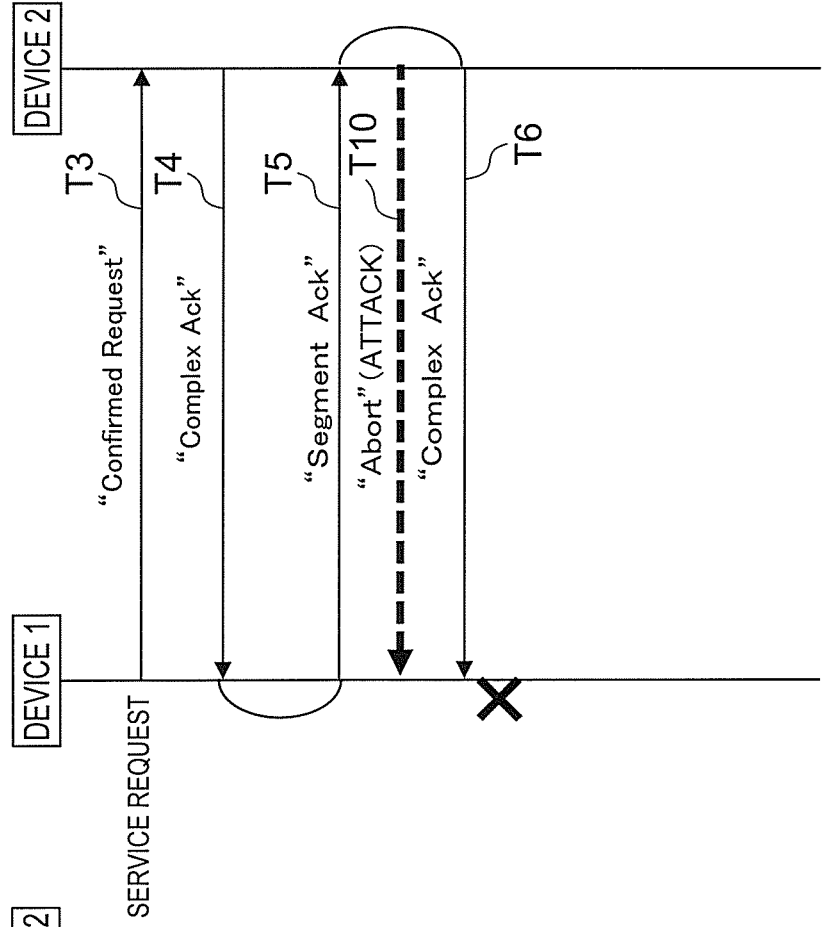 DEVICE 1
DEVICE 2
SERVICE REQUEST
“Confirmed Request”
T3
“Complex Ack”
T4
“Segment Ack”
T5
“Abort” (ATTACK)
T10
“Complex Ack”
T6
2